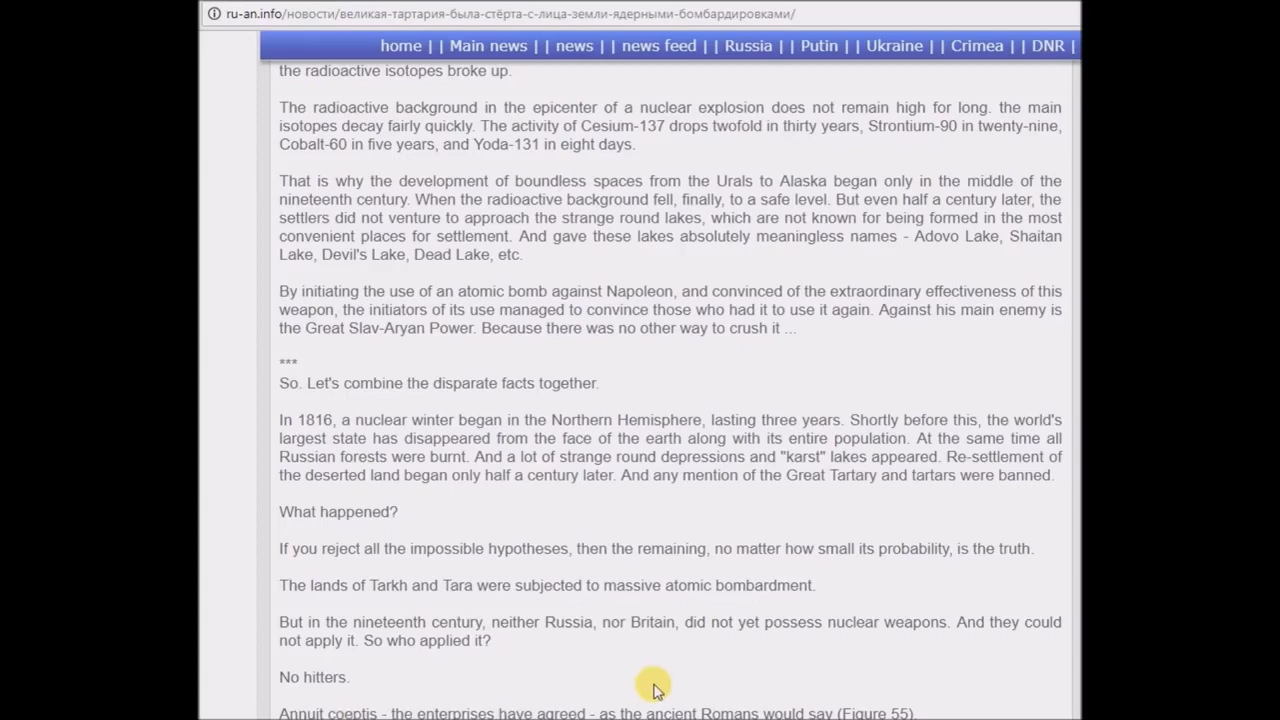 ru-an.info/новости/великая-тартария-была-стёрта-с-лица-земли-ядерными-бомбардировками/
home | | Main news | | news | | news feed | | Russia | | Putin | | Ukraine | | Crimea | | DNR |
the radioactive isotopes broke up.
The radioactive background in the epicenter of a nuclear explosion does not remain high for long. the main
isotopes decay fairly quickly. The activity of Cesium-137 drops twofold in thirty years, Strontium-90 in twenty-nine,
Cobalt-60 in five years, and Yoda-131 in eight days.
That is why the development of boundless spaces from the Urals to Alaska began only in the middle of the
nineteenth century. When the radioactive background fell, finally, to a safe level. But even half a century later, the
settlers did not venture to approach the strange round lakes, which are not known for being formed in the most
convenient places for settlement. And gave these lakes absolutely meaningless names - Adovo Lake, Shaitan
Lake, Devil's Lake, Dead Lake, etc.
By initiating the use of an atomic bomb against Napoleon, and convinced of the extraordinary effectiveness of this
weapon, the initiators of its use managed to convince those who had it to use it again. Against his main enemy is
the Great Slav-Aryan Power. Because there was no other way to crush it ...
***
So. Let's combine the disparate facts together.
In 1816, a nuclear winter began in the Northern Hemisphere, lasting three years. Shortly before this, the world's
largest state has disappeared from the face of the earth along with its entire population. At the same time all
Russian forests were burnt. And a lot of strange round depressions and "karst" lakes appeared. Re-settlement of
the deserted land began only half a century later. And any mention of the Great Tartary and tartars were banned.
What happened?
If you reject all the impossible hypotheses, then the remaining, no matter how small its probability, is the truth.
The lands of Tarkh and Tara were subjected to massive atomic bombardment.
But in the nineteenth century, neither Russia, nor Britain, did not yet possess nuclear weapons. And they could
not apply it. So who applied it?
No hitters.
Annuit coeptis - the enterprises have agreed - as the ancient Romans would say (Figure 55).